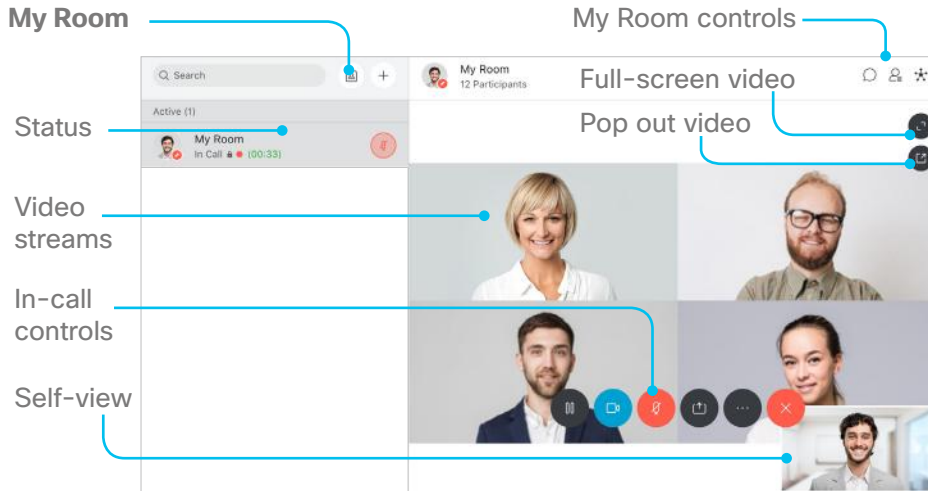 My Room
My Room controls
Search
My Room
12 Participants
Full-screen video
Active (1)
Pop out video
Status
My Room
In Call (00:33)
Video
streams
In-call
controls
Self-view